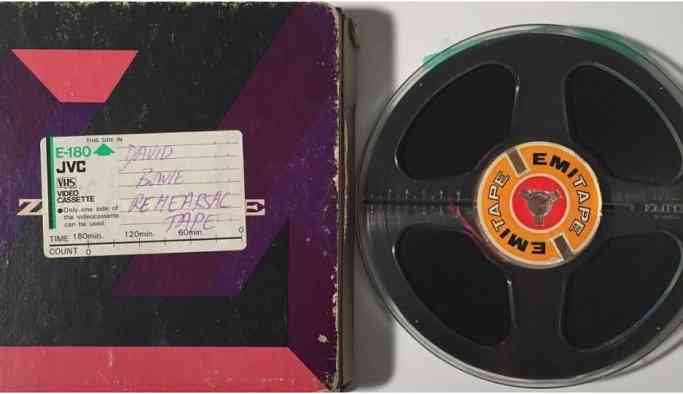 THIS SIDE IN
E-180
JVC
VHS
VIDEO
CASSETTE
● Only one side of
the videocassette
can be used.
DAVID
BOWIE
REHEARSAL
TAPE
TIME 180min. 120min. 60min.
COUNT 0
EMITAPE
EMITAPE